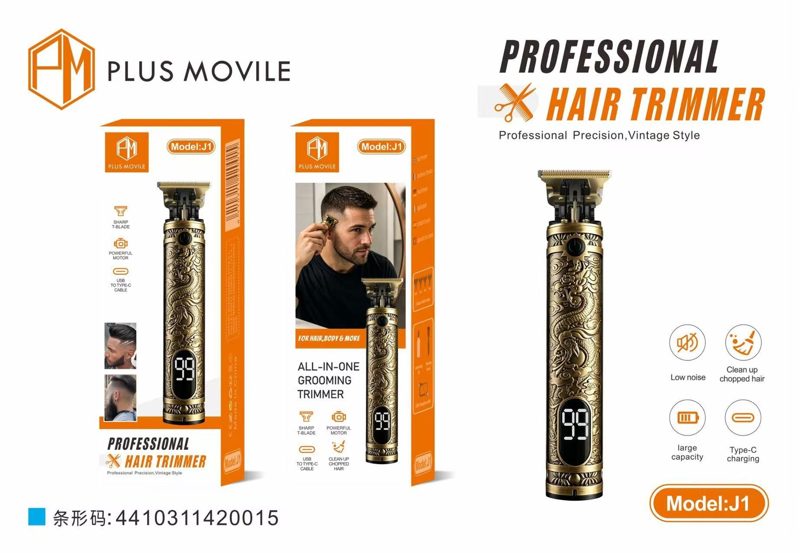 PM PLUS MOVILE
PROFESSIONAL
HAIR TRIMMER
Professional Precision,Vintage Style
PM
PLUS MOVILE
Model:J1
SHARP
T-BLADE
POWERFUL
MOTOR
USB
TO TYPE-C
CABLE
99
PROFESSIONAL
HAIR TRIMMER
Professional Precision,Vintage Style
PM
PLUS MOVILE
Model:J1
FOR HAIR,BODY & MORE
ALL-IN-ONE
GROOMING
TRIMMER
SHARP
T-BLADE
POWERFUL
MOTOR
USB
TO TYPE-C
CABLE
CLEAN UP
CHOPPED
HAIR
99
99
Low noise
Clean up
chopped hair
large
capacity
Type-C
charging
Model:J1
条形码:4410311420015